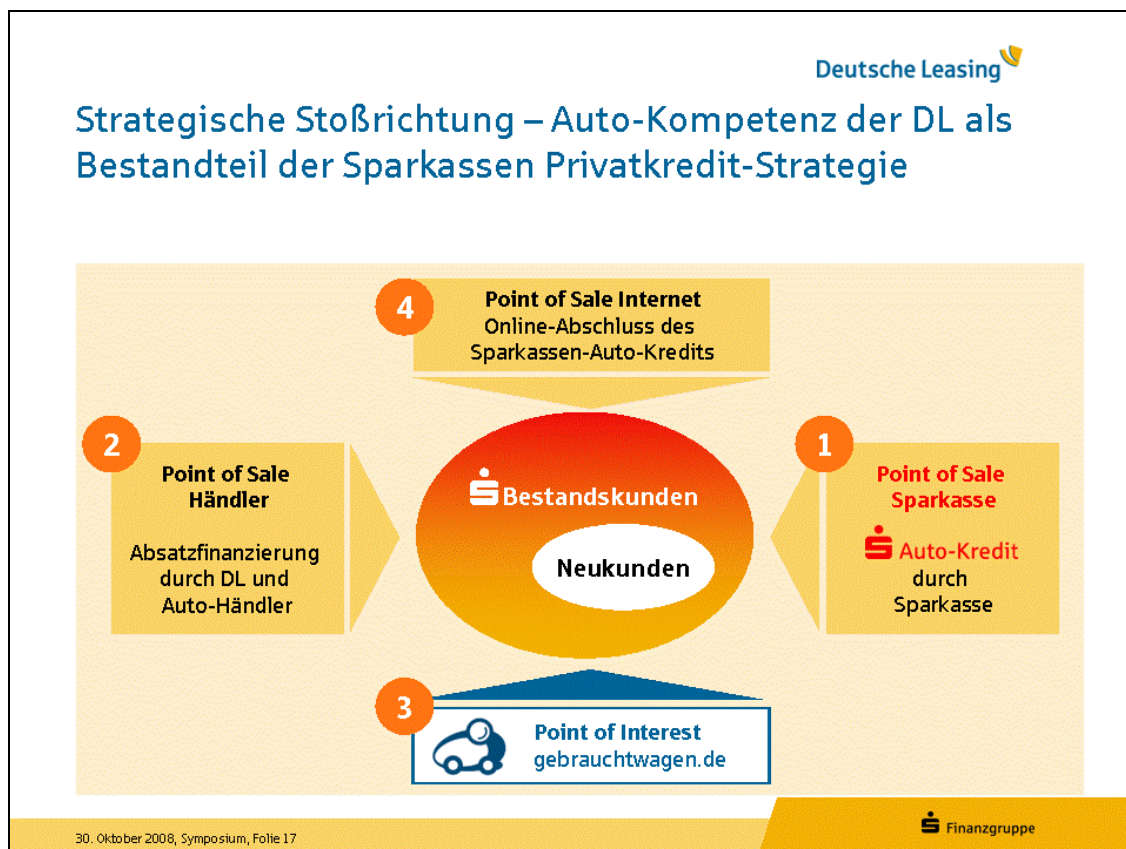 Deutsche Leasing
Strategische Stoßrichtung – Auto-Kompetenz der DL als
Bestandteil der Sparkassen Privatkredit-Strategie
4
Point of Sale Internet
Online-Abschluss des
Sparkassen-Auto-Kredits
2
Point of Sale
Händler
Absatzfinanzierung
durch DL und
Auto-Händler
Bestandskunden
Neukunden
1
Point of Sale
Sparkasse
Auto-Kredit
durch
Sparkasse
3
Point of Interest
gebrauchtwagen.de
30. Oktober 2008, Symposium, Folie 17
Finanzgruppe